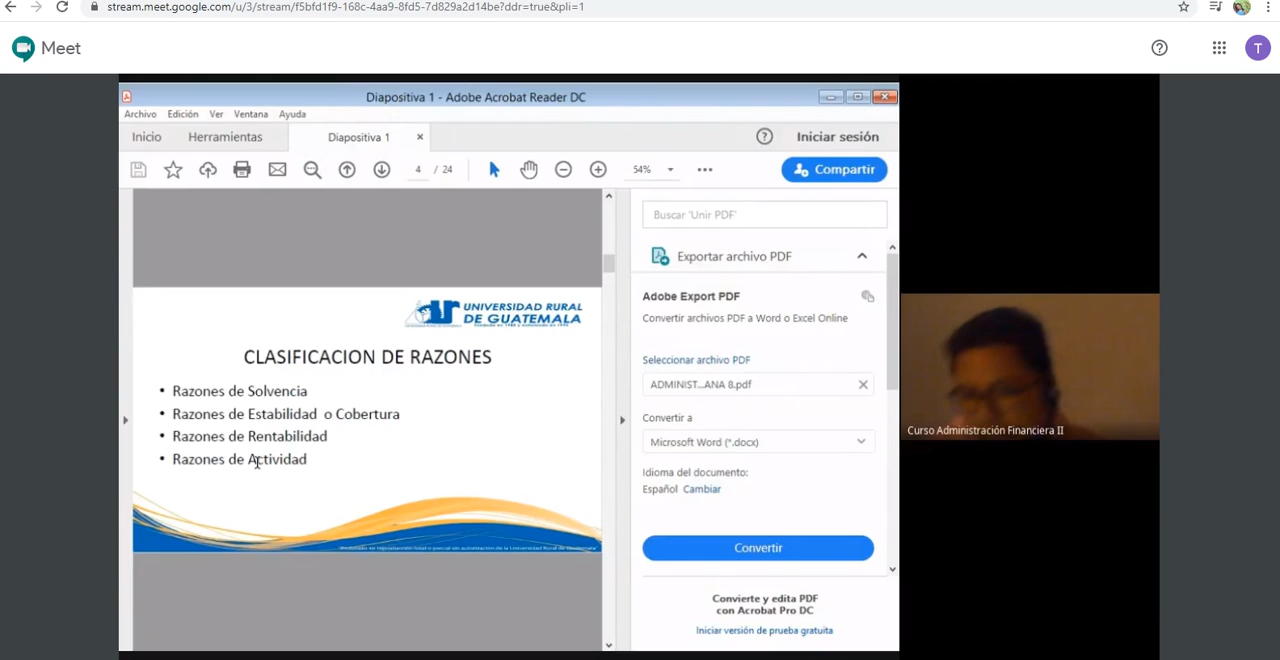 stream.meet.google.com/u/3/stream/f5bfd1f9-168c-4aa9-8fd5-7d829a2d14be?ddr=true&pli=1
Meet
T
Diapositiva 1 - Adobe Acrobat Reader DC
Archivo Edición Ver Ventana Ayuda
Inicio Herramientas Diapositiva 1 × Iniciar sesión
4 / 24 54% Compartir
Buscar 'Unir PDF'
Exportar archivo PDF
Adobe Export PDF
Convertir archivos PDF a Word o Excel Online
Seleccionar archivo PDF
ADMINIST...ANA 8.pdf
Convertir a
Microsoft Word (*.docx)
Idioma del documento:
Español Cambiar
Convertir
Convierte y edita PDF
con Acrobat Pro DC
Iniciar versión de prueba gratuita
UNIVERSIDAD RURAL
DE GUATEMALA
CLASIFICACION DE RAZONES
• Razones de Solvencia
• Razones de Estabilidad o Cobertura
• Razones de Rentabilidad
• Razones de Actividad
Curso Administración Financiera II